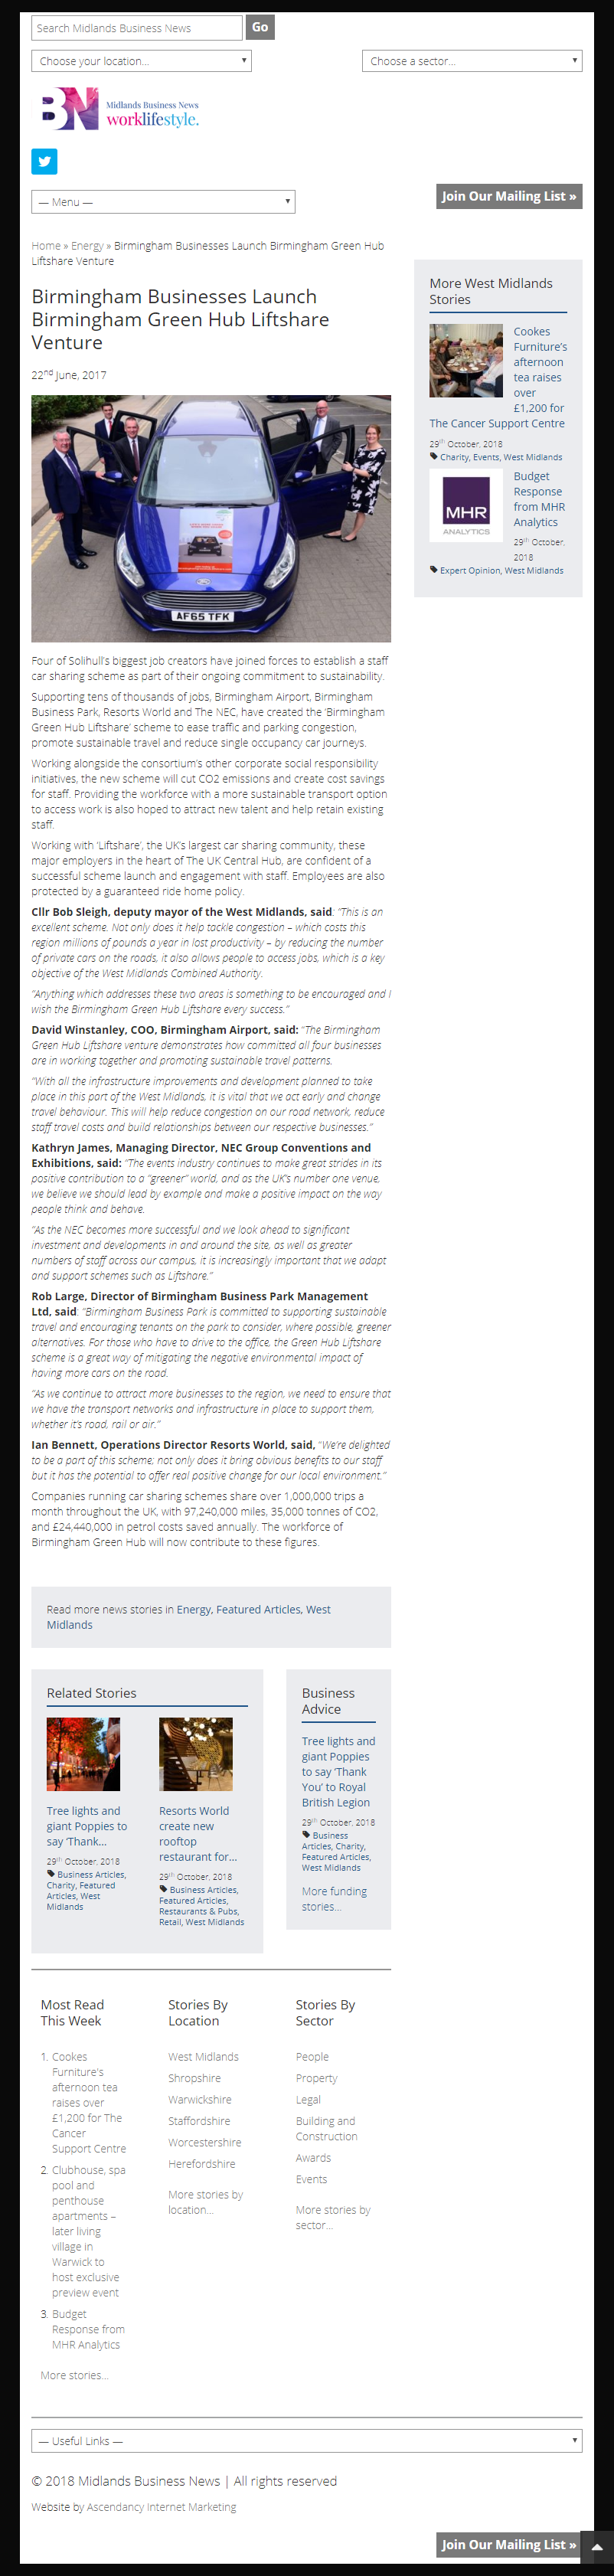 Search Midlands Business News
Go
Choose your location...
Choose a sector...
BN
Midlands Business News
worklifestyle.
— Menu —
Join Our Mailing List »
Home » Energy » Birmingham Businesses Launch Birmingham Green Hub
Liftshare Venture
Birmingham Businesses Launch
Birmingham Green Hub Liftshare
Venture
22nd June, 2017
AF65 TFK
Four of Solihull's biggest job creators have joined forces to establish a staff
car sharing scheme as part of their ongoing commitment to sustainability.
Supporting tens of thousands of jobs, Birmingham Airport, Birmingham
Business Park, Resorts World and The NEC, have created the ‘Birmingham
Green Hub Liftshare’ scheme to ease traffic and parking congestion,
promote sustainable travel and reduce single occupancy car journeys.
Working alongside the consortium’s other corporate social responsibility
initiatives, the new scheme will cut CO2 emissions and create cost savings
for staff. Providing the workforce with a more sustainable transport option
to access work is also hoped to attract new talent and help retain existing
staff.
Working with ‘Liftshare’, the UK’s largest car sharing community, these
major employers in the heart of The UK Central Hub, are confident of a
successful scheme launch and engagement with staff. Employees are also
protected by a guaranteed ride home policy.
Cllr Bob Sleigh, deputy mayor of the West Midlands, said: “This is an
excellent scheme. Not only does it help tackle congestion – which costs this
region millions of pounds a year in lost productivity – by reducing the number
of private cars on the roads, it also allows people to access jobs, which is a key
objective of the West Midlands Combined Authority.
“Anything which addresses these two areas is something to be encouraged and I
wish the Birmingham Green Hub Liftshare every success.”
David Winstanley, COO, Birmingham Airport, said: “The Birmingham
Green Hub Liftshare venture demonstrates how committed all four businesses
are in working together and promoting sustainable travel patterns.
“With all the infrastructure improvements and development planned to take
place in this part of the West Midlands, it is vital that we act early and change
travel behaviour. This will help reduce congestion on our road network, reduce
staff travel costs and build relationships between our respective businesses.”
Kathryn James, Managing Director, NEC Group Conventions and
Exhibitions, said: “The events industry continues to make great strides in its
positive contribution to a “greener” world, and as the UK’s number one venue,
we believe we should lead by example and make a positive impact on the way
people think and behave.
“As the NEC becomes more successful and we look ahead to significant
investment and developments in and around the site, as well as greater
numbers of staff across our campus, it is increasingly important that we adapt
and support schemes such as Liftshare.”
Rob Large, Director of Birmingham Business Park Management
Ltd, said: “Birmingham Business Park is committed to supporting sustainable
travel and encouraging tenants on the park to consider, where possible, greener
alternatives. For those who have to drive to the office, the Green Hub Liftshare
scheme is a great way of mitigating the negative environmental impact of
having more cars on the road.
“As we continue to attract more businesses to the region, we need to ensure that
we have the transport networks and infrastructure in place to support them,
whether it’s road, rail or air.”
Ian Bennett, Operations Director Resorts World, said, “We’re delighted
to be a part of this scheme; not only does it bring obvious benefits to our staff
but it has the potential to offer real positive change for our local environment.”
Companies running car sharing schemes share over 1,000,000 trips a
month throughout the UK, with 97,240,000 miles, 35,000 tonnes of CO2,
and £24,440,000 in petrol costs saved annually. The workforce of
Birmingham Green Hub will now contribute to these figures.
Read more news stories in Energy, Featured Articles, West
Midlands
More West Midlands
Stories
Cookes
Furniture’s
afternoon
tea raises
over
£1,200 for
The Cancer Support Centre
29th October, 2018
Charity, Events, West Midlands
MHR
ANALYTICS
Budget
Response
from MHR
Analytics
29th October,
2018
Expert Opinion, West Midlands
Related Stories
Tree lights and
giant Poppies to
say ‘Thank...
29th October, 2018
Business Articles,
Charity, Featured
Articles, West
Midlands
Resorts World
create new
rooftop
restaurant for...
29th October, 2018
Business Articles,
Featured Articles,
Restaurants & Pubs,
Retail, West Midlands
Business
Advice
Tree lights and
giant Poppies
to say ‘Thank
You’ to Royal
British Legion
29th October, 2018
Business
Articles, Charity,
Featured Articles,
West Midlands
More funding
stories...
Most Read
This Week
1. Cookes
Furniture's
afternoon tea
raises over
£1,200 for The
Cancer
Support Centre
2. Clubhouse, spa
pool and
penthouse
apartments –
later living
village in
Warwick to
host exclusive
preview event
3. Budget
Response from
MHR Analytics
More stories...
Stories By
Location
West Midlands
Shropshire
Warwickshire
Staffordshire
Worcestershire
Herefordshire
More stories by
location...
Stories By
Sector
People
Property
Legal
Building and
Construction
Awards
Events
More stories by
sector...
— Useful Links —
© 2018 Midlands Business News | All rights reserved
Website by Ascendancy Internet Marketing
Join Our Mailing List »